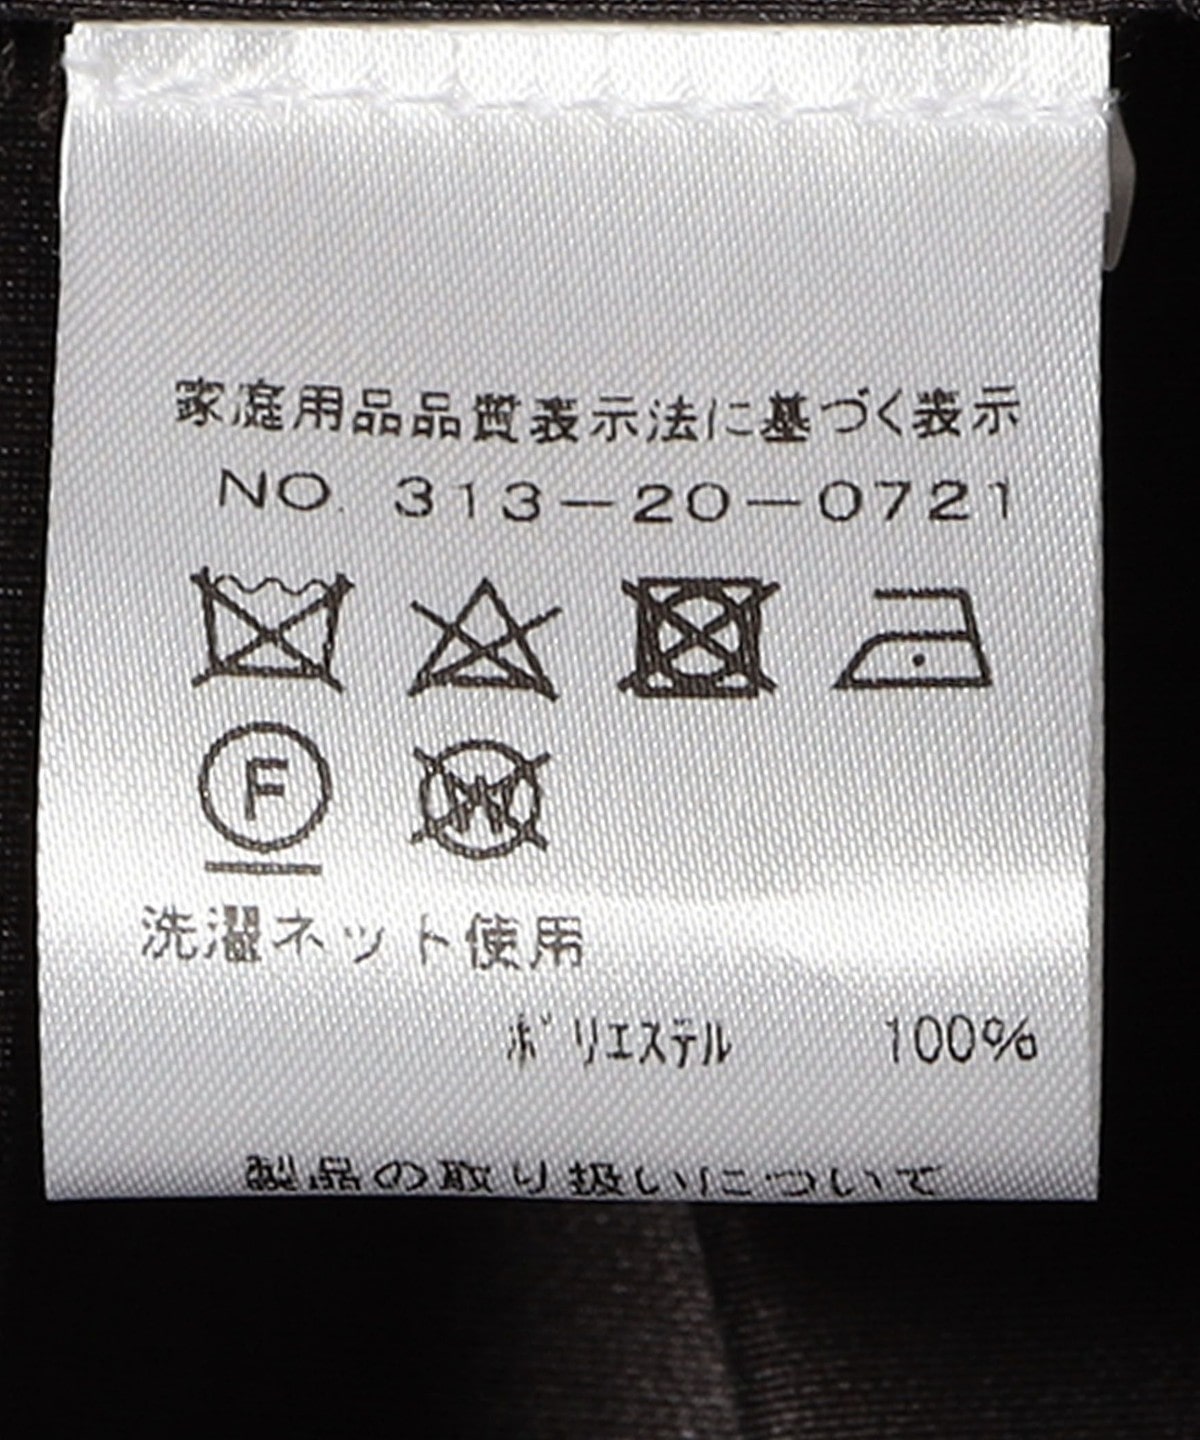 家庭用品品質表示法に基づく表示
NO. 313-20-0721
F W
洗濯ネット使用
ポリエステル 100%
製品の取り扱いについて